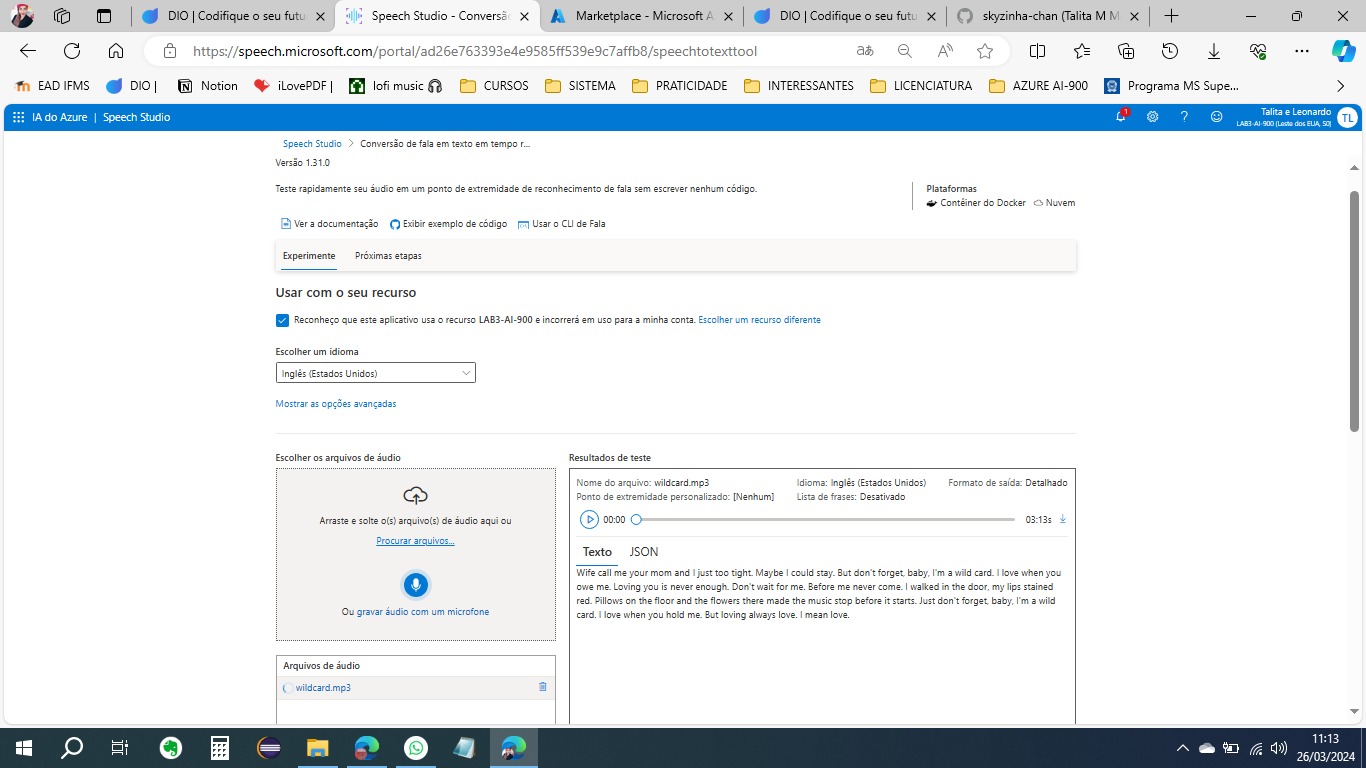 DIO | Codifique o seu futu
Speech Studio - Conversão
Marketplace - Microsoft A
DIO | Codifique o seu futu
skyzinha-chan (Talita M M
https://speech.microsoft.com/portal/ad26e763393e4e9585ff539e9c7affb8/speechtotexttool
EAD IFMS
DIO |
Notion
iLovePDF |
lofi music 🎧
CURSOS
SISTEMA
PRATICIDADE
INTERESSANTES
LICENCIATURA
AZURE AI-900
Programa MS Supe...
IA do Azure | Speech Studio
1
Talita e Leonardo
LAB3-AI-900 (Leste dos EUA, S0)
TL
Speech Studio > Conversão de fala em texto em tempo r...
Versão 1.31.0
Teste rapidamente seu áudio em um ponto de extremidade de reconhecimento de fala sem escrever nenhum código.
Plataformas
Contêiner do Docker Nuvem
Ver a documentação Exibir exemplo de código Usar o CLI de Fala
Experimente Próximas etapas
Usar com o seu recurso
Reconheço que este aplicativo usa o recurso LAB3-AI-900 e incorrerá em uso para a minha conta. Escolher um recurso diferente
Escolher um idioma
Inglês (Estados Unidos)
Mostrar as opções avançadas
Escolher os arquivos de áudio
Arraste e solte o(s) arquivo(s) de áudio aqui ou
Procurar arquivos...
Ou gravar áudio com um microfone
Arquivos de áudio
wildcard.mp3
Resultados de teste
Nome do arquivo: wildcard.mp3 Idioma: Inglês (Estados Unidos) Formato de saída: Detalhado
Ponto de extremidade personalizado: [Nenhum] Lista de frases: Desativado
00:00 03:13s
Texto JSON
Wife call me your mom and I just too tight. Maybe I could stay. But don't forget, baby, I'm a wild card. I love when you
owe me. Loving you is never enough. Don't wait for me. Before me never come. I walked in the door, my lips stained
red. Pillows on the floor and the flowers there made the music stop before it starts. Just don't forget, baby, I'm a wild
card. I love when you hold me. But loving always love. I mean love.
11:13
26/03/2024